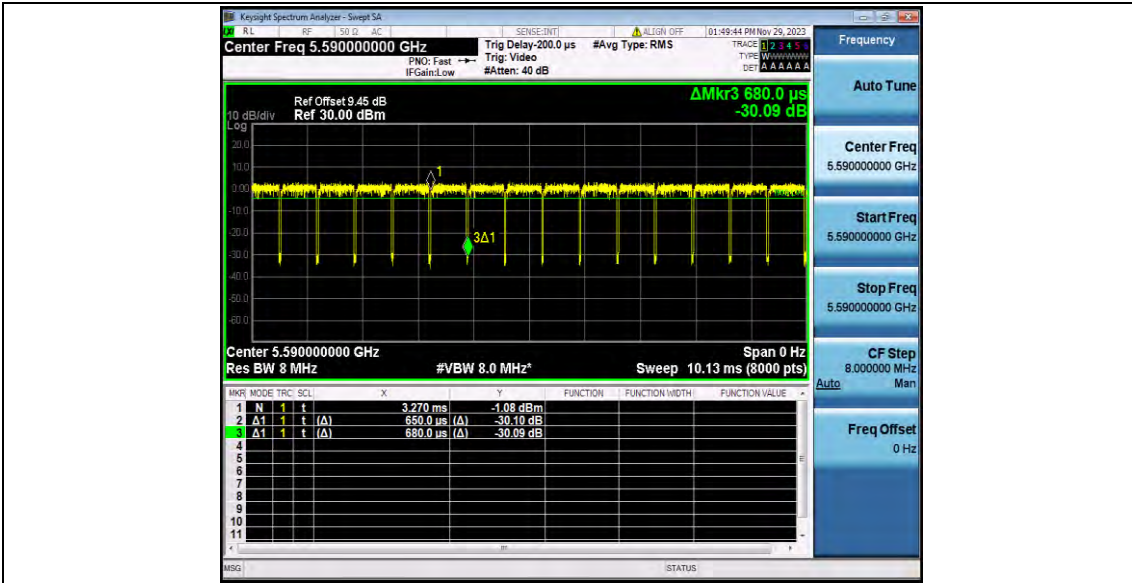 Keysight Spectrum Analyzer - Swept SA
RL RF 50 Ω AC SENSE:INT ALIGN OFF 01:49:44 PM Nov 29, 2023
Center Freq 5.590000000 GHz
Trig Delay-200.0 µs #Avg Type: RMS
TRACE 1 2 3 4 5 6
PNO: Fast Trig: Video
TYPE W
IFGain:Low #Atten: 40 dB
DET A A A A A A
ΔMkr3 680.0 µs
-30.09 dB
Ref Offset 9.45 dB
10 dB/div Ref 30.00 dBm
Log
20.0
10.0
0.00
-10.0
-20.0
-30.0
-40.0
-50.0
-60.0
1
3Δ1
Center 5.590000000 GHz Span 0 Hz
Res BW 8 MHz #VBW 8.0 MHz* Sweep 10.13 ms (8000 pts)
MKR MODE TRC SCL X Y FUNCTION FUNCTION WIDTH FUNCTION VALUE
1 N 1 t 3.270 ms -1.08 dBm
2 Δ1 1 t (Δ) 650.0 µs (Δ) -30.10 dB
3 Δ1 1 t (Δ) 680.0 µs (Δ) -30.09 dB
4
5
6
7
8
9
10
11
MSG STATUS
Frequency
Auto Tune
Center Freq
5.590000000 GHz
Start Freq
5.590000000 GHz
Stop Freq
5.590000000 GHz
CF Step
8.000000 MHz
Auto Man
Freq Offset
0 Hz